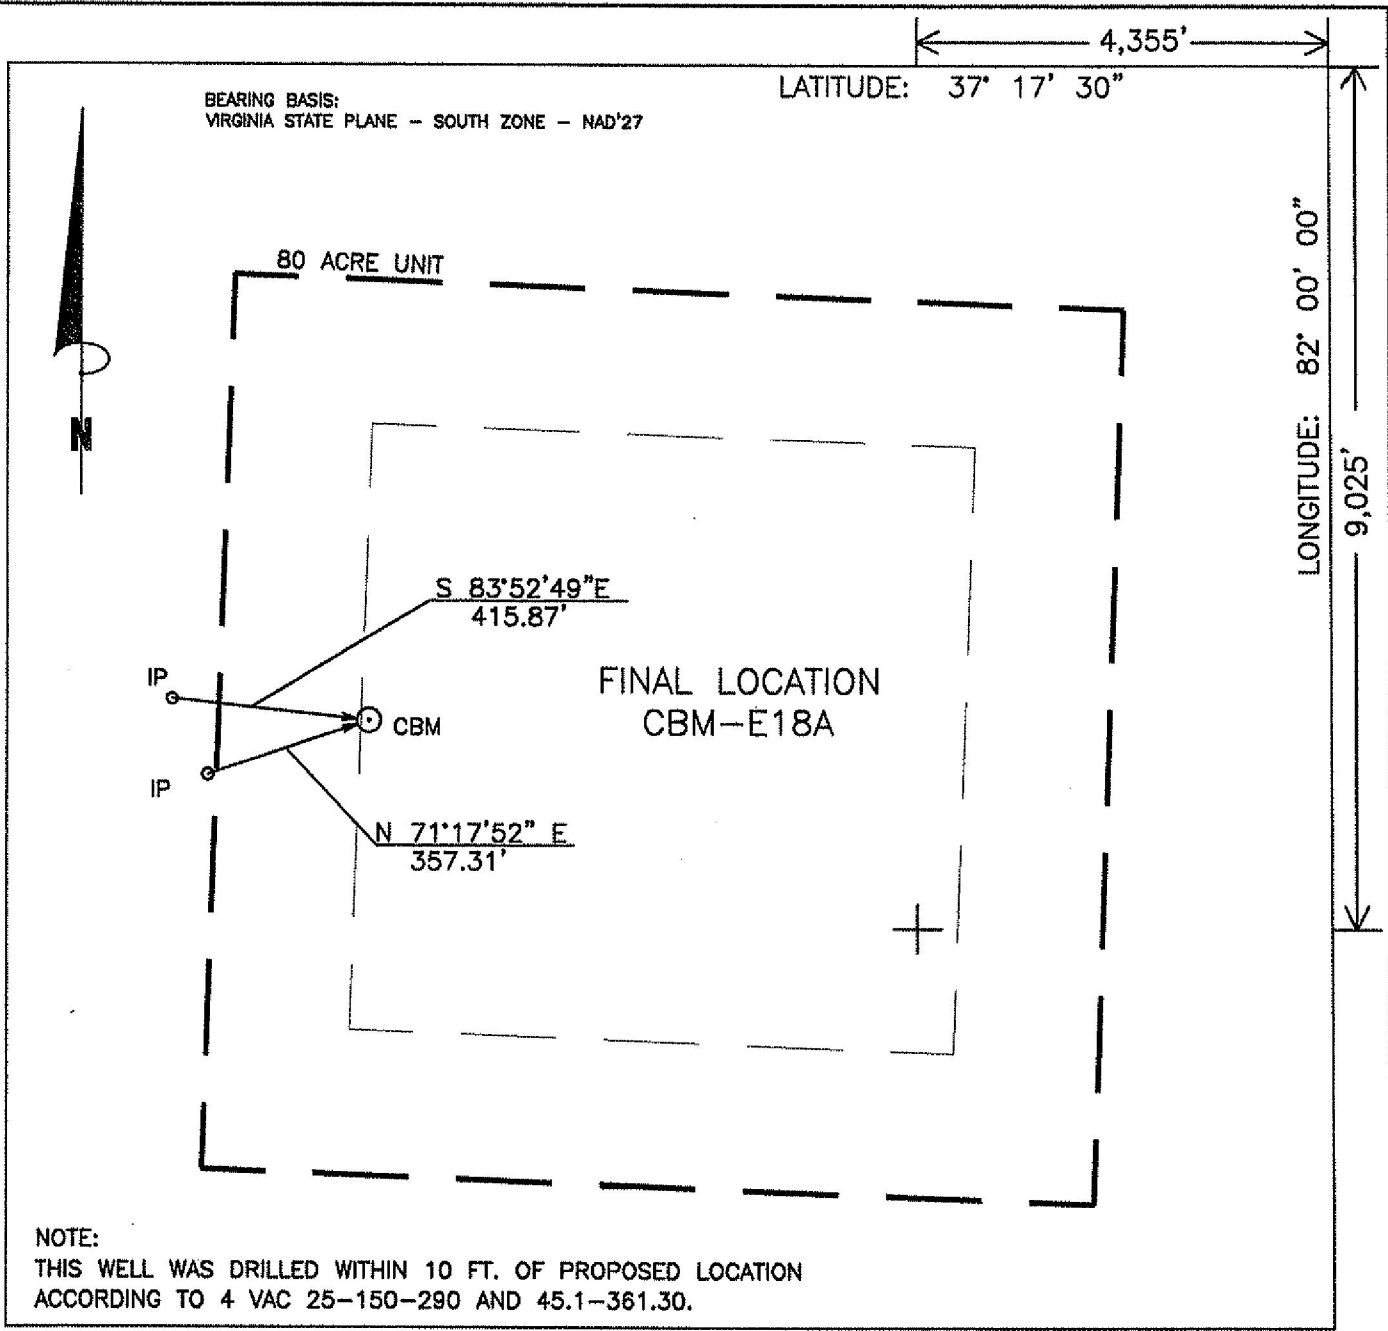 4,355'
LATITUDE: 37° 17' 30"
BEARING BASIS:
VIRGINIA STATE PLANE - SOUTH ZONE - NAD'27
LONGITUDE: 82° 00' 00"
9,025'
80 ACRE UNIT
N
S 83°52'49"E
415.87'
IP
CBM
FINAL LOCATION
CBM-E18A
IP
N 71°17'52" E
357.31'
NOTE:
THIS WELL WAS DRILLED WITHIN 10 FT. OF PROPOSED LOCATION
ACCORDING TO 4 VAC 25-150-290 AND 45.1-361.30.